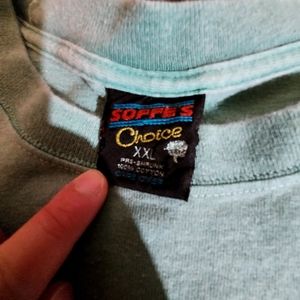 SOFFE'S
Choice
XXL
PRE-SHRUNK
100% COTTON